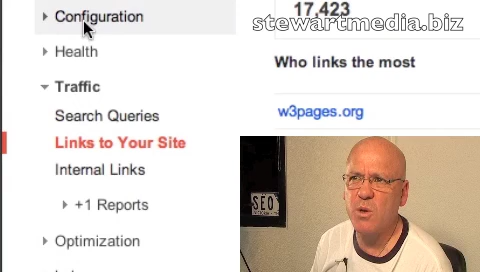 Configuration
Health
Traffic
Search Queries
Links to Your Site
Internal Links
+1 Reports
Optimization
17,423
stewartmedia.biz
Who links the most
w3pages.org
SEO